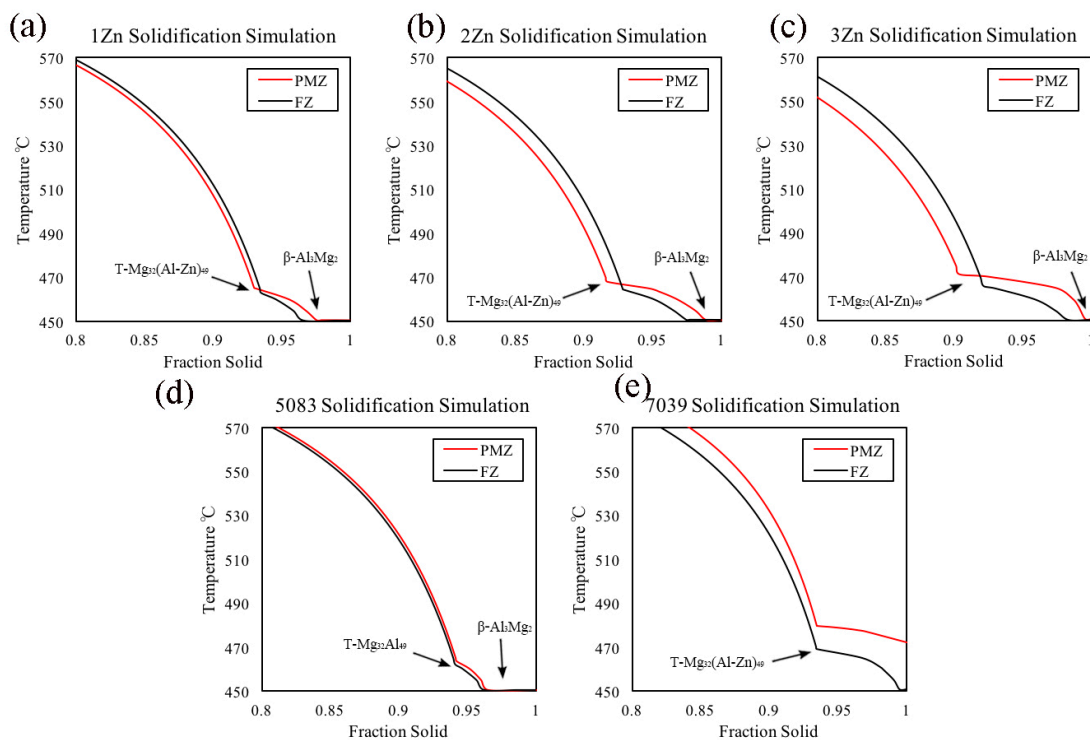 (a)
1Zn Solidification Simulation
570
550
530
510
490
470
450
Temperature ℃
PMZ
FZ
T-Mg₃₂(Al-Zn)₄₉
β-Al₃Mg₂
0.8 0.85 0.9 0.95 1
Fraction Solid
(b)
2Zn Solidification Simulation
570
550
530
510
490
470
450
Temperature ℃
PMZ
FZ
T-Mg₃₂(Al-Zn)₄₉
β-Al₃Mg₂
0.8 0.85 0.9 0.95 1
Fraction Solid
(c)
3Zn Solidification Simulation
570
550
530
510
490
470
450
Temperature ℃
PMZ
FZ
β-Al₃Mg₂
T-Mg₃₂(Al-Zn)₄₉
0.8 0.85 0.9 0.95 1
Fraction Solid
(d)
5083 Solidification Simulation
570
550
530
510
490
470
450
Temperature ℃
PMZ
FZ
T-Mg₃₂Al₄₉
β-Al₃Mg₂
0.8 0.85 0.9 0.95 1
Fraction Solid
(e)
7039 Solidification Simulation
570
550
530
510
490
470
450
Temperature ℃
PMZ
FZ
T-Mg₃₂(Al-Zn)₄₉
0.8 0.85 0.9 0.95 1
Fraction Solid